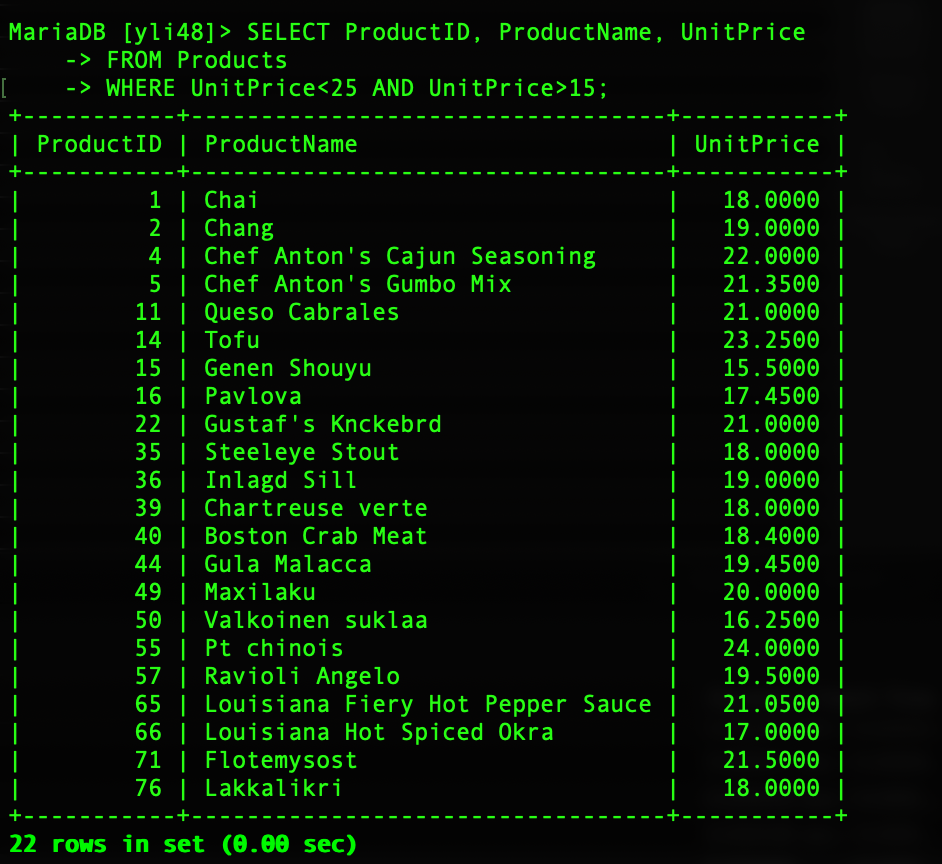 MariaDB [yli48]> SELECT ProductID, ProductName, UnitPrice
    -> FROM Products
[    -> WHERE UnitPrice<25 AND UnitPrice>15;
+-----------+----------------------------------+-----------+
| ProductID | ProductName                      | UnitPrice |
+-----------+----------------------------------+-----------+
|         1 | Chai                             |   18.0000 |
|         2 | Chang                            |   19.0000 |
|         4 | Chef Anton's Cajun Seasoning     |   22.0000 |
|         5 | Chef Anton's Gumbo Mix           |   21.3500 |
|        11 | Queso Cabrales                   |   21.0000 |
|        14 | Tofu                             |   23.2500 |
|        15 | Genen Shouyu                     |   15.5000 |
|        16 | Pavlova                          |   17.4500 |
|        22 | Gustaf's Knckebrd                |   21.0000 |
|        35 | Steeleye Stout                   |   18.0000 |
|        36 | Inlagd Sill                      |   19.0000 |
|        39 | Chartreuse verte                 |   18.0000 |
|        40 | Boston Crab Meat                 |   18.4000 |
|        44 | Gula Malacca                     |   19.4500 |
|        49 | Maxilaku                         |   20.0000 |
|        50 | Valkoinen suklaa                 |   16.2500 |
|        55 | Pt chinois                       |   24.0000 |
|        57 | Ravioli Angelo                   |   19.5000 |
|        65 | Louisiana Fiery Hot Pepper Sauce |   21.0500 |
|        66 | Louisiana Hot Spiced Okra        |   17.0000 |
|        71 | Flotemysost                      |   21.5000 |
|        76 | Lakkalikri                       |   18.0000 |
+-----------+----------------------------------+-----------+
22 rows in set (0.00 sec)